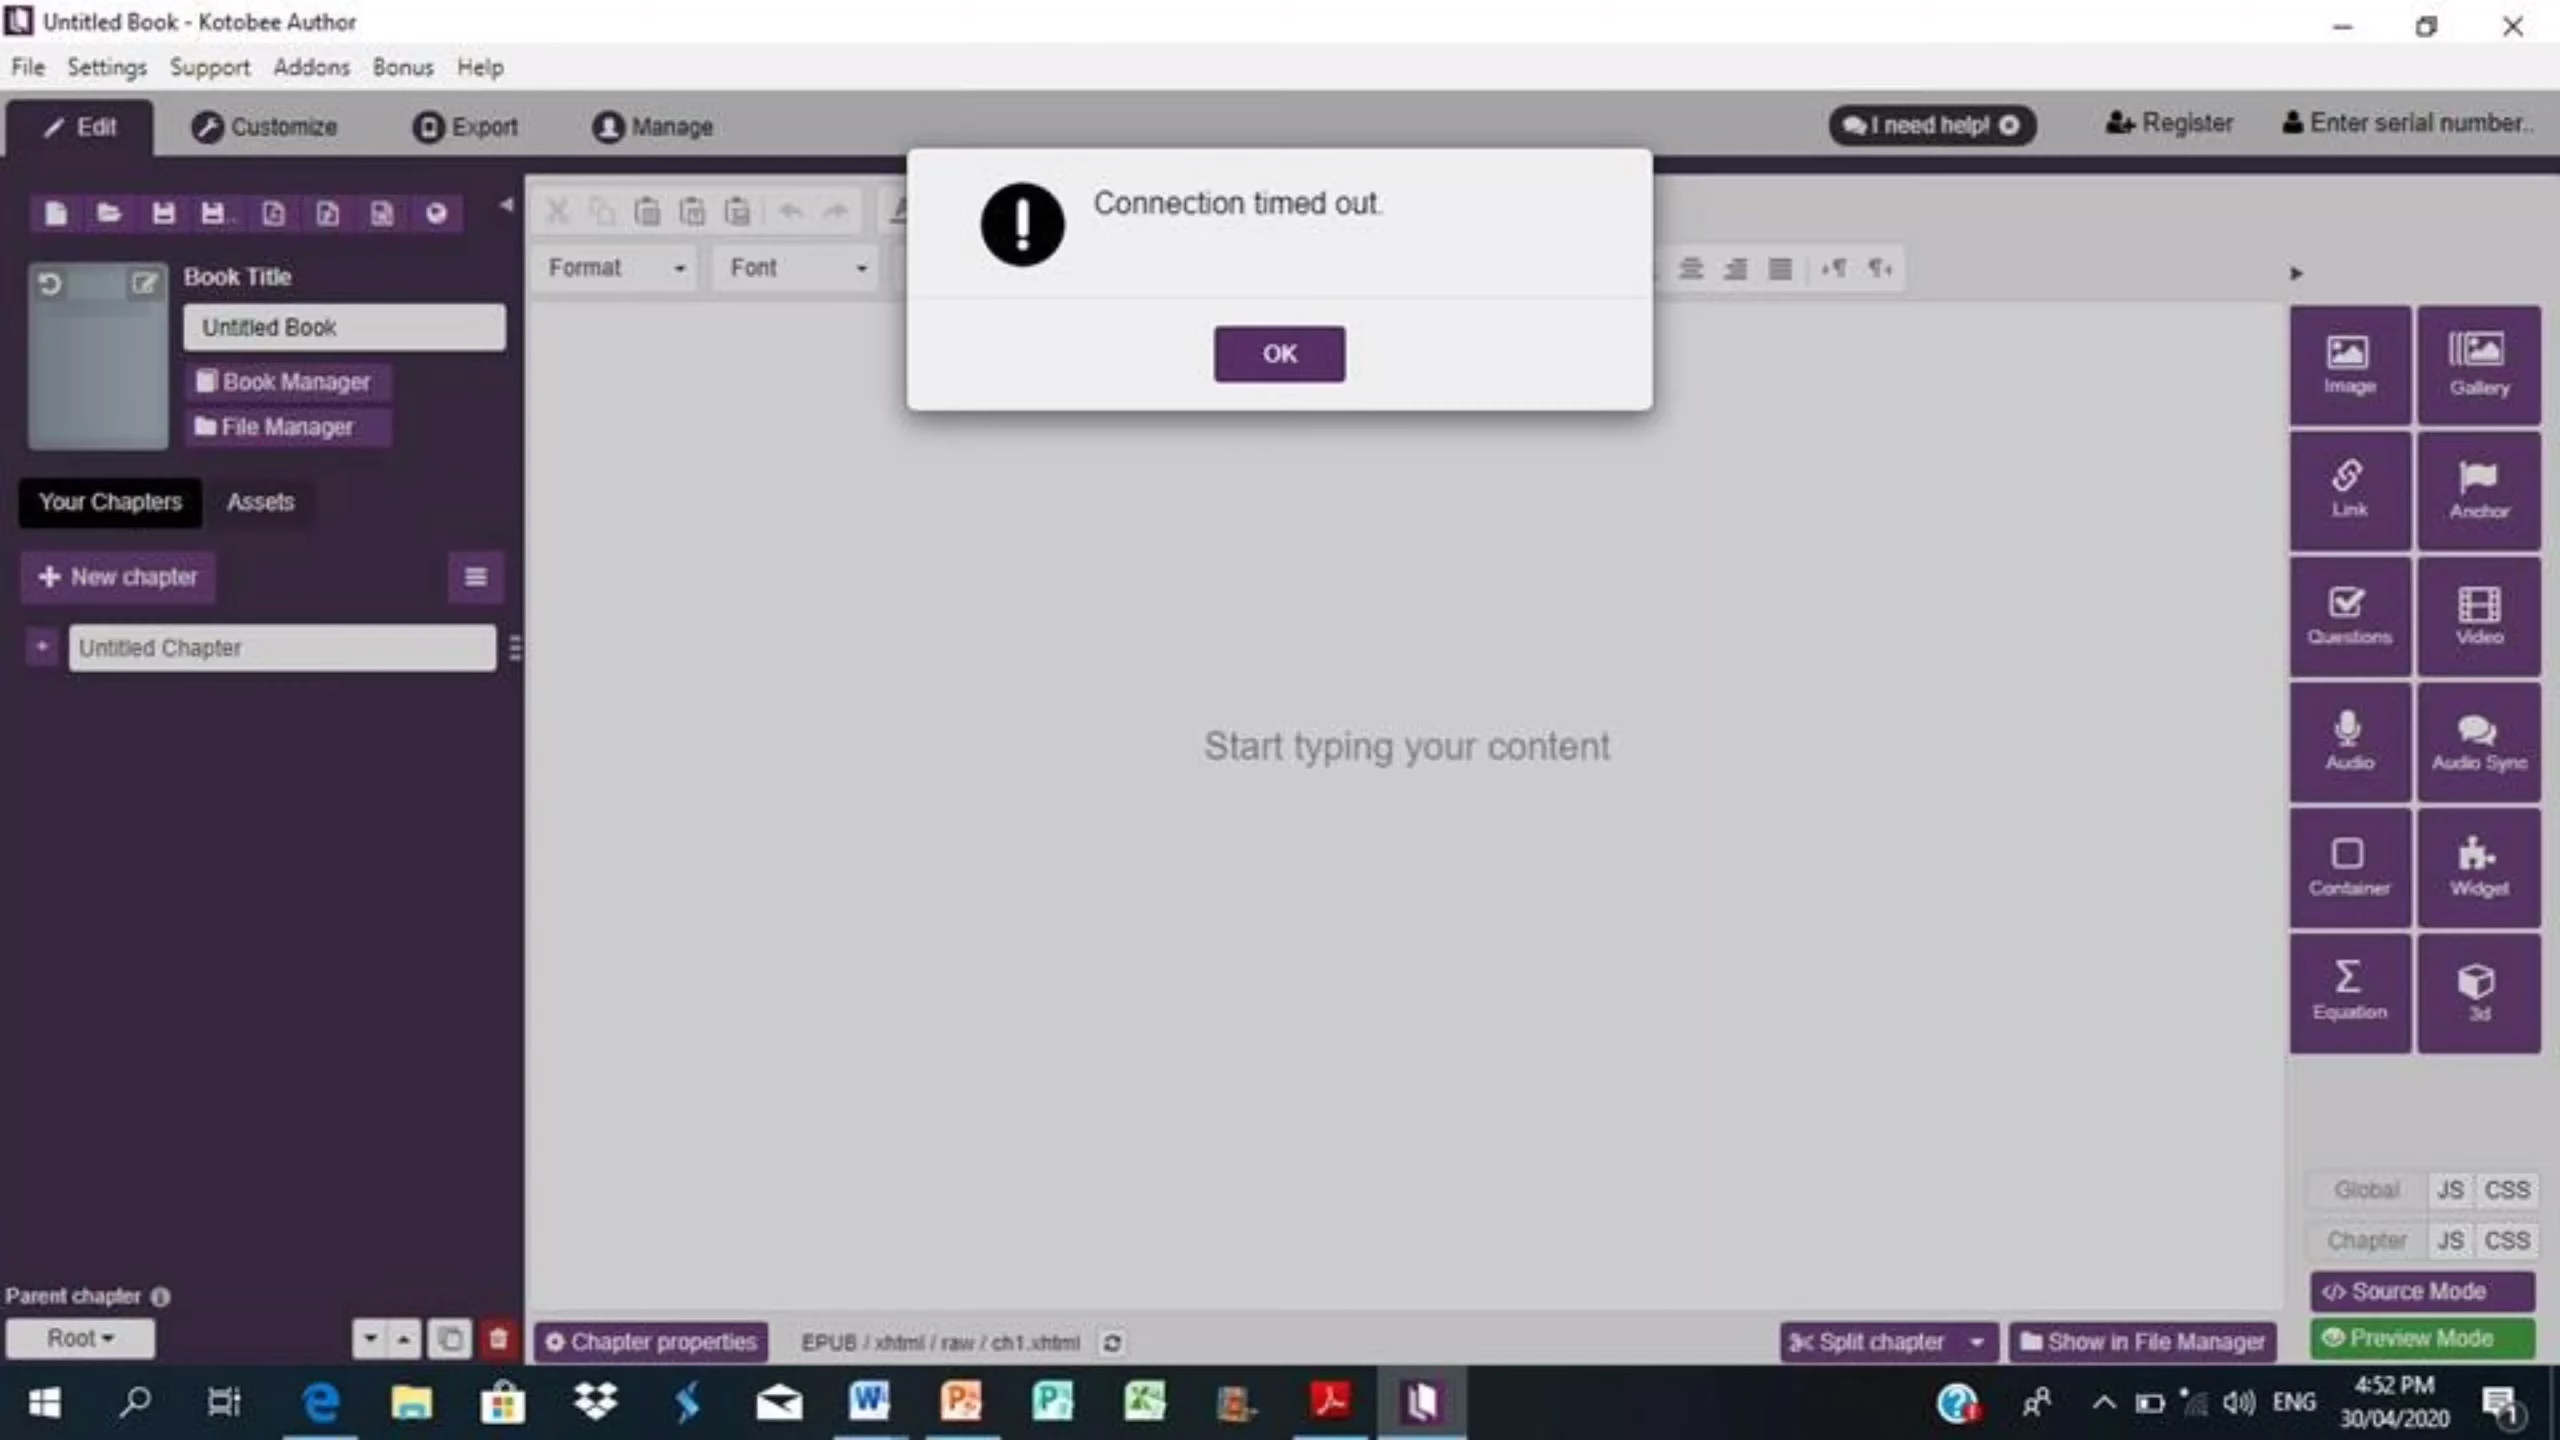 Untitled Book - Kotobee Author
File Settings Support Addons Bonus Help
Edit Customize Export Manage I need help! Register Enter serial number..
Connection timed out.
OK
Book Title
Untitled Book
Book Manager
File Manager
Format Font
Your Chapters Assets
New chapter
Untitled Chapter
Start typing your content
Image Gallery
Link Anchor
Questions Video
Audio Audio Sync
Container Widget
Equation 3d
Global JS CSS
Chapter JS CSS
Source Mode
Preview Mode
Parent chapter
Root
Chapter properties EPUB / xhtml / raw / ch1.xhtml Split chapter Show in File Manager
ENG
4:52 PM
30/04/2020